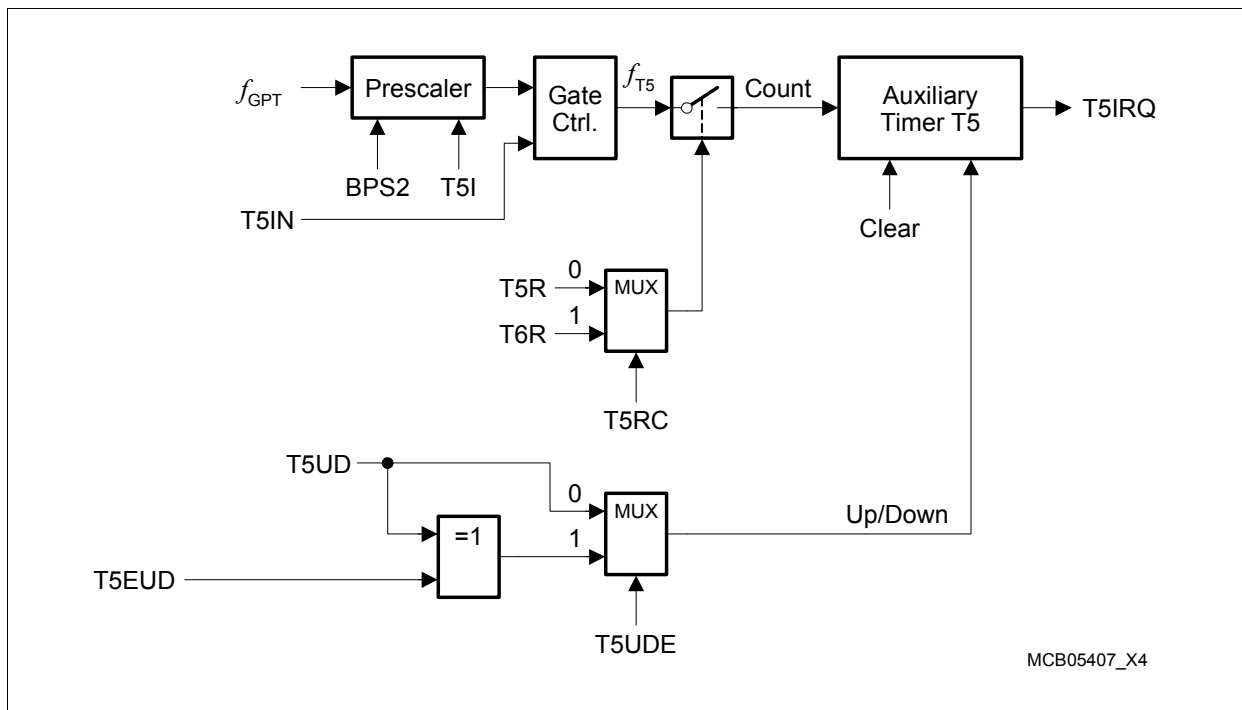 fGPT
Prescaler
Gate
Ctrl.
fT5
Count
Auxiliary
Timer T5
T5IRQ
BPS2
T5I
T5IN
Clear
T5R
0
MUX
T6R
1
T5RC
T5UD
0
MUX
1
=1
Up/Down
T5EUD
T5UDE
MCB05407_X4